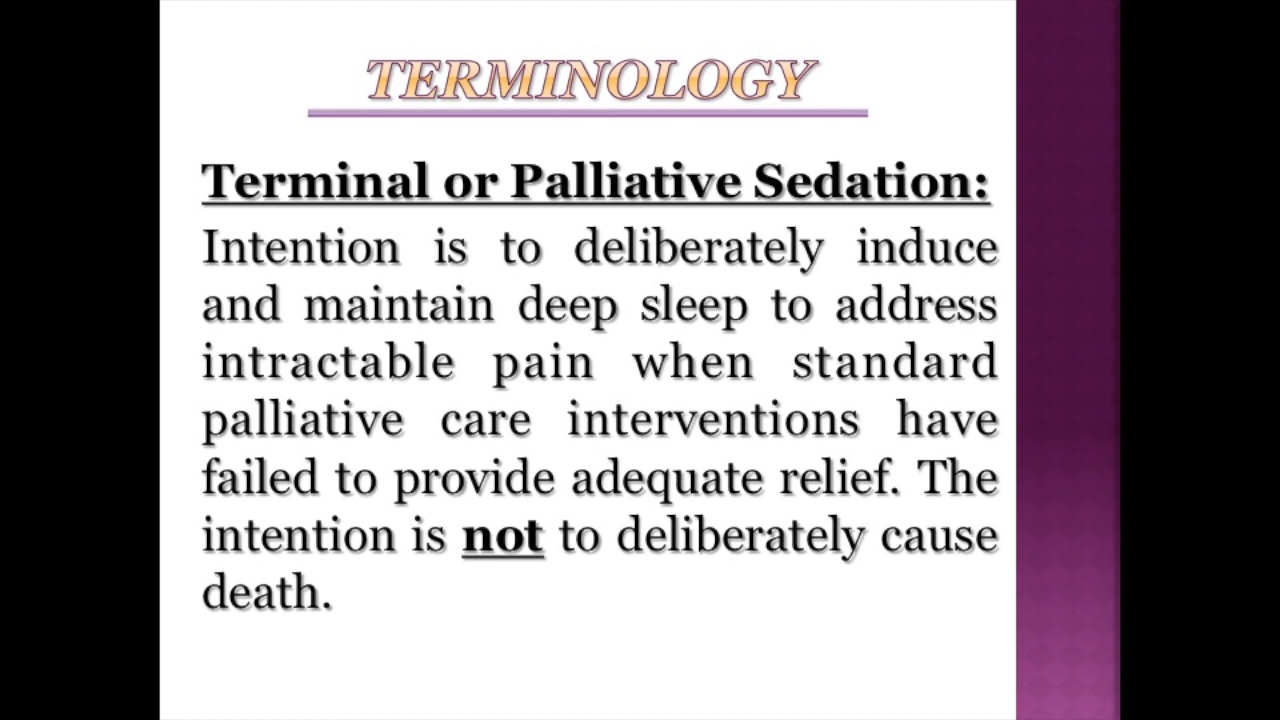 TERMINOLOGY
Terminal or Palliative Sedation:
Intention is to deliberately induce
and maintain deep sleep to address
intractable pain when standard
palliative care interventions have
failed to provide adequate relief. The
intention is not to deliberately cause
death.